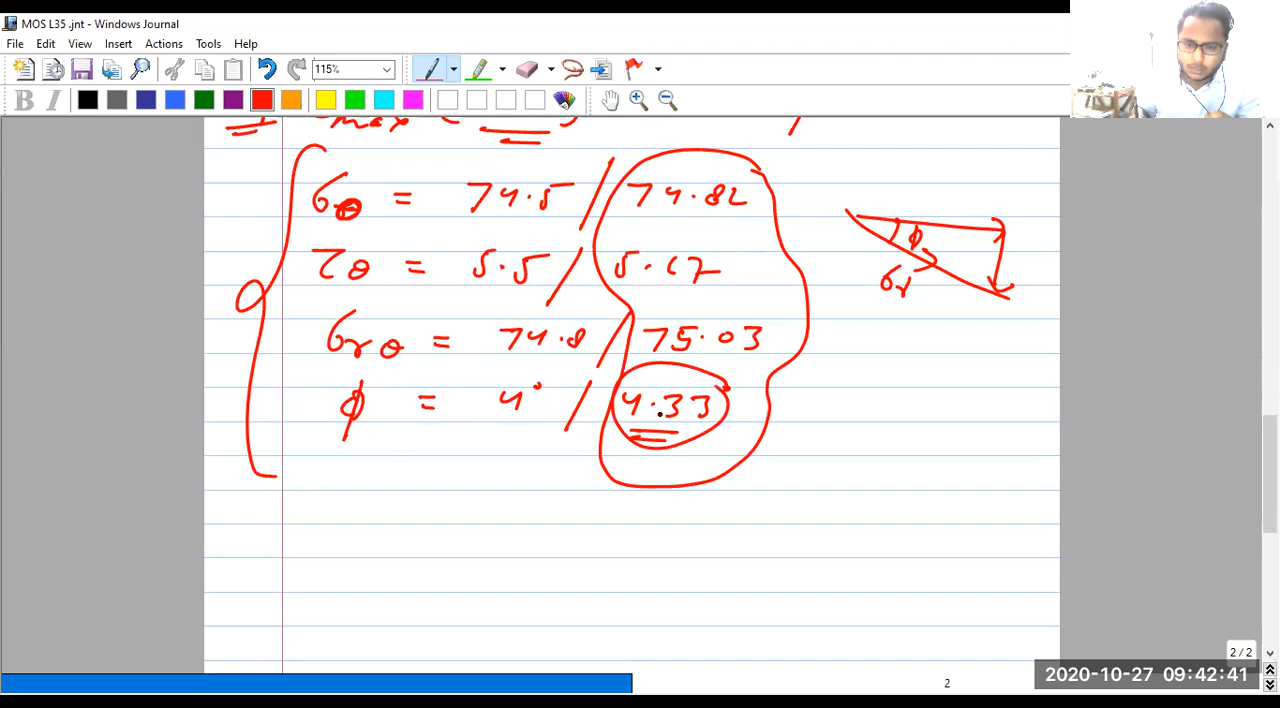 MOS L35 .jnt - Windows Journal
File Edit View Insert Actions Tools Help
115%
B I
max
σθ = 74.5 / 74.82
τθ = 5.5 / 5.67
σrθ = 74.8 / 75.03
ϕ = 4° / 4.33
ϕ
σr
2 / 2
2
2020-10-27 09:42:41